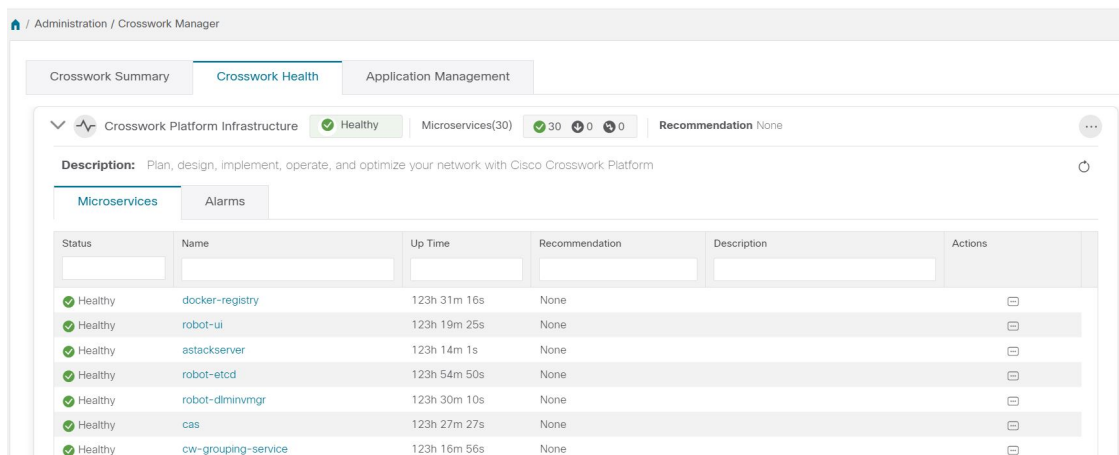 / Administration / Crosswork Manager
Crosswork Summary Crosswork Health Application Management
Crosswork Platform Infrastructure Healthy Microservices(30) 30 0 0 Recommendation None
Description: Plan, design, implement, operate, and optimize your network with Cisco Crosswork Platform
Microservices Alarms
Status Name Up Time Recommendation Description Actions
Healthy docker-registry 123h 31m 16s None
Healthy robot-ui 123h 19m 25s None
Healthy astackserver 123h 14m 1s None
Healthy robot-etcd 123h 54m 50s None
Healthy robot-dlminvmgr 123h 30m 10s None
Healthy cas 123h 27m 27s None
Healthy cw-grouping-service 123h 16m 56s None